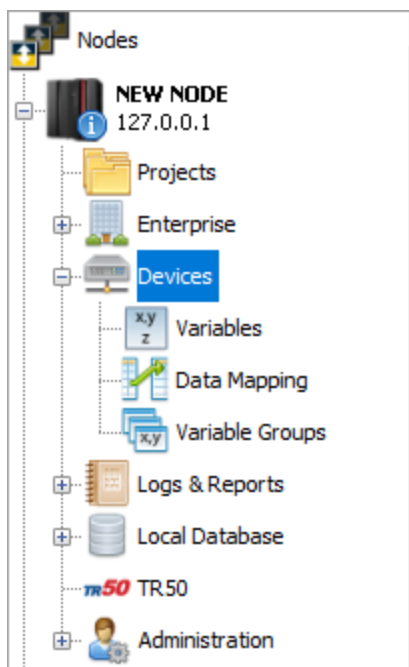 Nodes
NEW NODE
127.0.0.1
Projects
Enterprise
Devices
x,y
z
Variables
Data Mapping
x,y
Variable Groups
Logs & Reports
Local Database
TR50 TR50
Administration